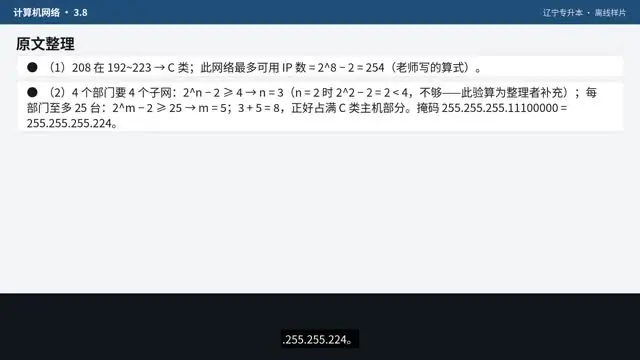 计算机网络 • 3.8
辽宁专升本 • 离线样片
原文整理
● （1）208 在 192~223 → C 类；此网络最多可用 IP 数 = 2^8 − 2 = 254（老师写的算式）。
● （2）4 个部门要 4 个子网：2^n − 2 ⩾ 4 → n = 3（n = 2 时 2^2 − 2 = 2 < 4，不够——此验算为整理者补充）；每
部门至多 25 台：2^m − 2 ⩾ 25 → m = 5；3 + 5 = 8，正好占满 C 类主机部分。掩码 255.255.255.11100000 =
255.255.255.224。
.255.255.224。